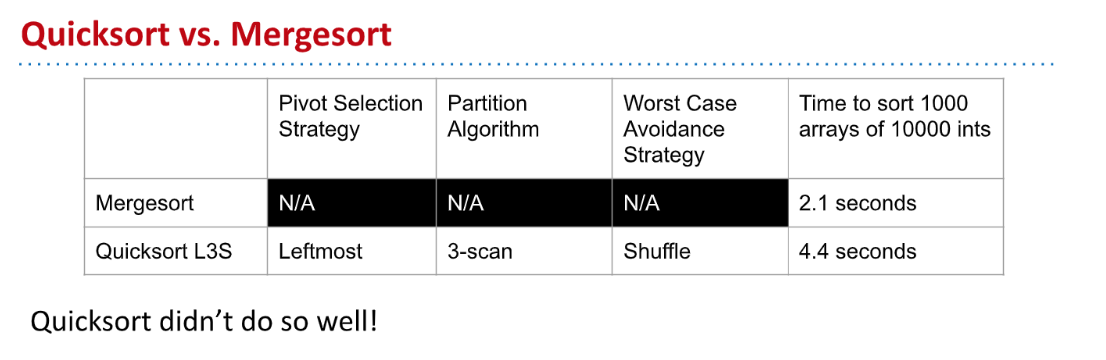 Quicksort vs. Mergesort
Pivot Selection Strategy
Partition Algorithm
Worst Case Avoidance Strategy
Time to sort 1000 arrays of 10000 ints
Mergesort
N/A
N/A
N/A
2.1 seconds
Quicksort L3S
Leftmost
3-scan
Shuffle
4.4 seconds
Quicksort didn’t do so well!